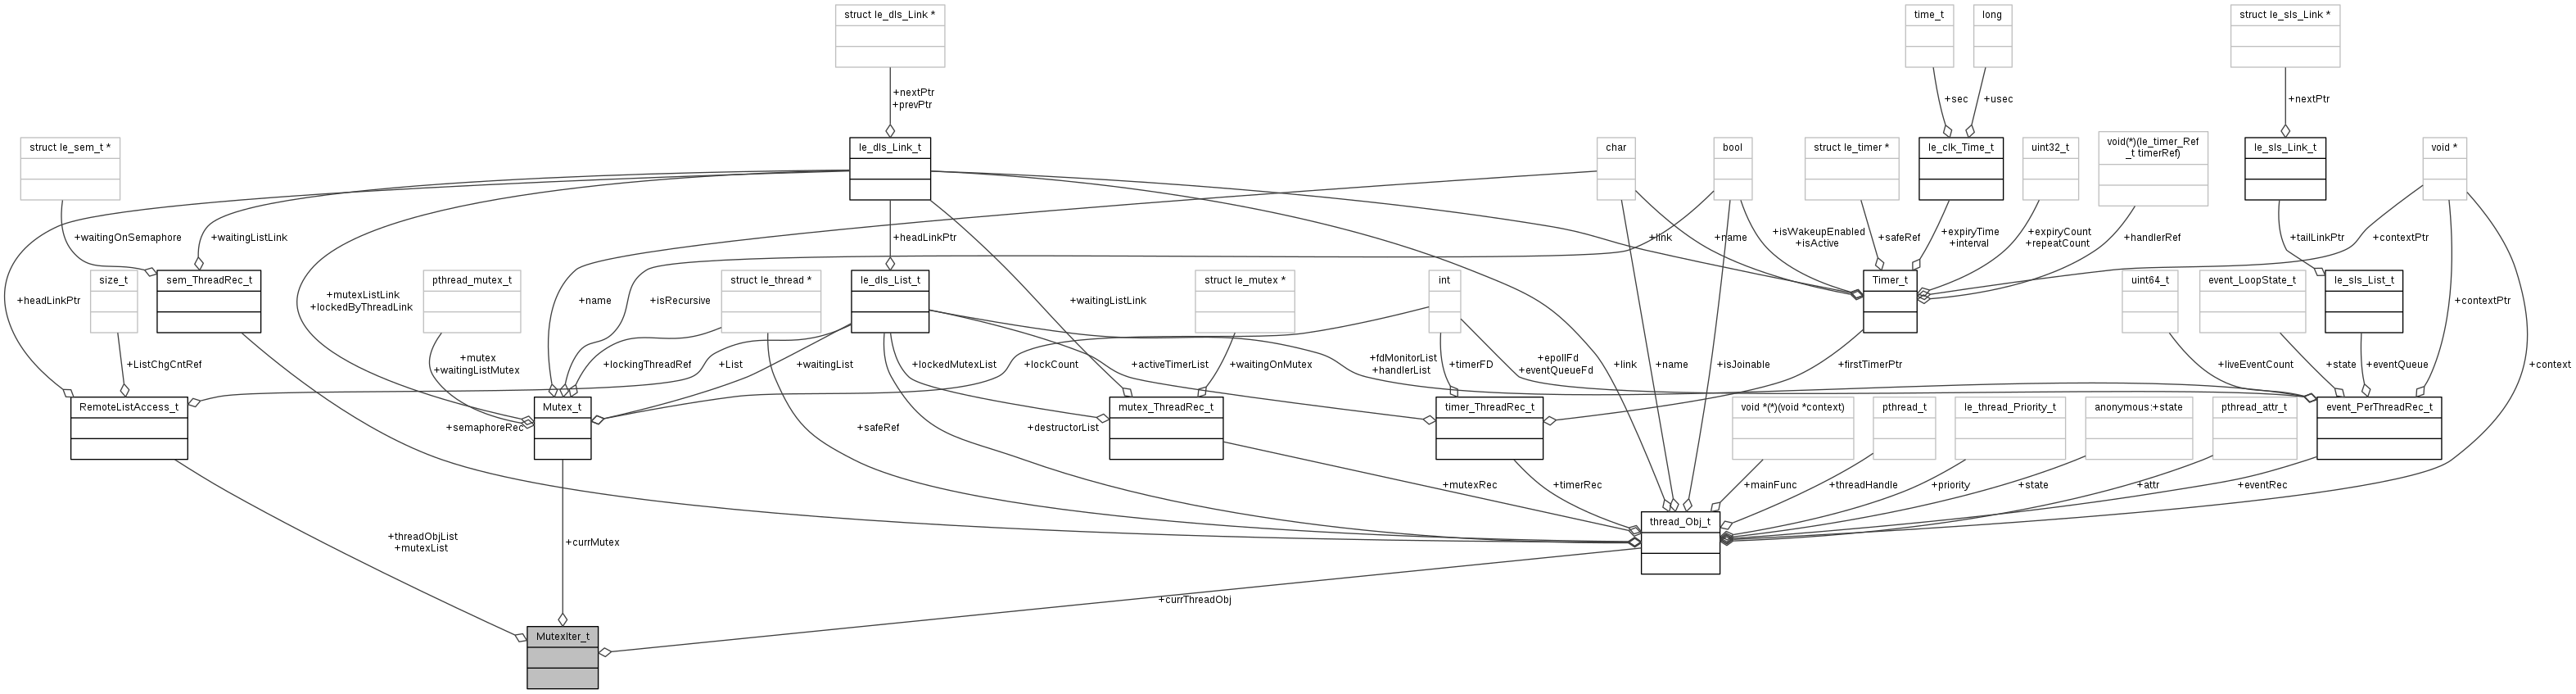 struct le_dls_Link *
time_t
long
struct le_sls_Link *
+nextPtr
+prevPtr
+sec
+usec
+nextPtr
struct le_sem_t *
le_dls_Link_t
char
bool
struct le_timer *
le_clk_Time_t
uint32_t
void(*)(le_timer_Ref
_t timerRef)
le_sls_Link_t
void *
+waitingOnSemaphore
+waitingListLink
+headLinkPtr
+link
+name
+isWakeupEnabled
+isActive
+safeRef
+expiryTime
+interval
+expiryCount
+repeatCount
+handlerRef
+tailLinkPtr
+contextPtr
size_t
sem_ThreadRec_t
pthread_mutex_t
struct le_thread *
le_dls_List_t
struct le_mutex *
int
Timer_t
uint64_t
event_LoopState_t
le_sls_List_t
+headLinkPtr
+mutexListLink
+lockedByThreadLink
+name
+isRecursive
+waitingListLink
+contextPtr
+ListChgCntRef
+mutex
+waitingListMutex
+lockingThreadRef
+List
+waitingList
+lockedMutexList
+lockCount
+activeTimerList
+waitingOnMutex
+fdMonitorList
+handlerList
+timerFD
+epollFd
+eventQueueFd
+link
+name
+isJoinable
+firstTimerPtr
+liveEventCount
+state
+eventQueue
+context
RemoteListAccess_t
Mutex_t
mutex_ThreadRec_t
timer_ThreadRec_t
void *(*)(void *context)
pthread_t
le_thread_Priority_t
anonymous:+state
pthread_attr_t
event_PerThreadRec_t
+semaphoreRec
+safeRef
+destructorList
+mutexRec
+timerRec
+mainFunc
+threadHandle
+priority
+state
+attr
+eventRec
thread_Obj_t
+threadObjList
+mutexList
+currMutex
+currThreadObj
MutexIter_t